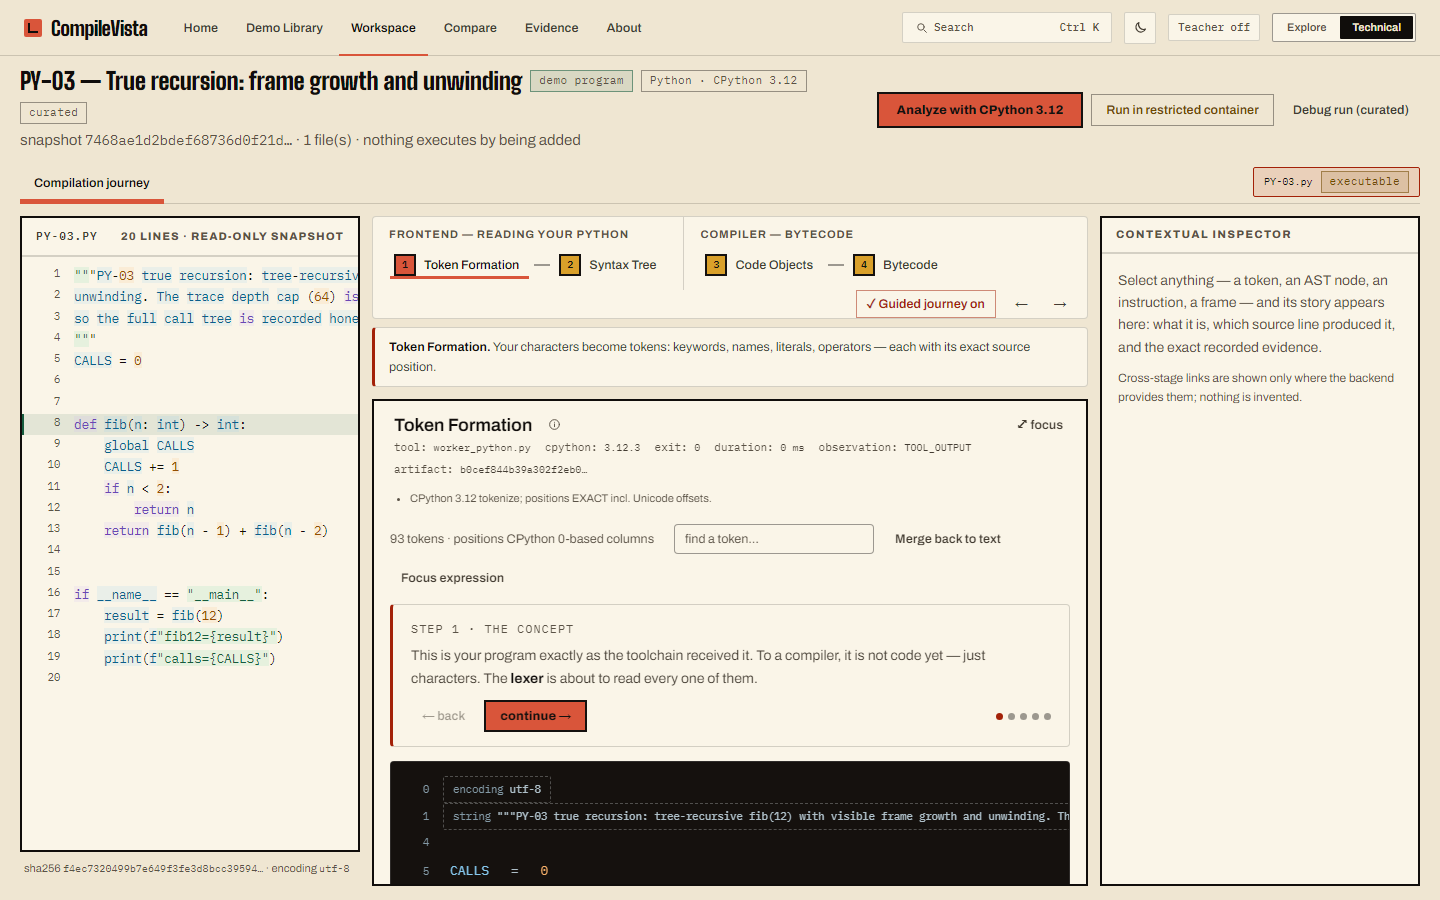 CompileVista Home Demo Library Workspace Compare Evidence About Search Ctrl K Teacher off Explore Technical
PY-03 — True recursion: frame growth and unwinding demo program Python · CPython 3.12
curated
Analyze with CPython 3.12 Run in restricted container Debug run (curated)
snapshot 7468ae1d2bdef68736d0f21d… · 1 file(s) · nothing executes by being added
Compilation journey
PY-03.py executable
PY-03.PY 20 LINES · READ-ONLY SNAPSHOT
1 """PY-03 true recursion: tree-recursiv
2 unwinding. The trace depth cap (64) is
3 so the full call tree is recorded hone
4 """
5 CALLS = 0
6
7
8 def fib(n: int) -> int:
9 global CALLS
10 CALLS += 1
11 if n < 2:
12 return n
13 return fib(n - 1) + fib(n - 2)
14
15
16 if __name__ == "__main__":
17 result = fib(12)
18 print(f"fib12={result}")
19 print(f"calls={CALLS}")
20
sha256 f4ec7320499b7e649f3fe3d8bcc39594… · encoding utf-8
FRONTEND — READING YOUR PYTHON
1 Token Formation — 2 Syntax Tree
COMPILER — BYTECODE
3 Code Objects — 4 Bytecode
✓ Guided journey on ← →
Token Formation. Your characters become tokens: keywords, names, literals, operators — each with its exact source
position.
Token Formation ⓘ ⤢ focus
tool: worker_python.py cpython: 3.12.3 exit: 0 duration: 0 ms observation: TOOL_OUTPUT
artifact: b0cef844b39a302f2eb0…
• CPython 3.12 tokenize; positions EXACT incl. Unicode offsets.
93 tokens · positions CPython 0-based columns find a token… Merge back to text
Focus expression
STEP 1 · THE CONCEPT
This is your program exactly as the toolchain received it. To a compiler, it is not code yet — just
characters. The lexer is about to read every one of them.
← back continue →
0 encoding utf-8
1 string """PY-03 true recursion: tree-recursive fib(12) with visible frame growth and unwinding. Th
4
5 CALLS = 0
CONTEXTUAL INSPECTOR
Select anything — a token, an AST node, an
instruction, a frame — and its story appears
here: what it is, which source line produced it,
and the exact recorded evidence.
Cross-stage links are shown only where the backend
provides them; nothing is invented.